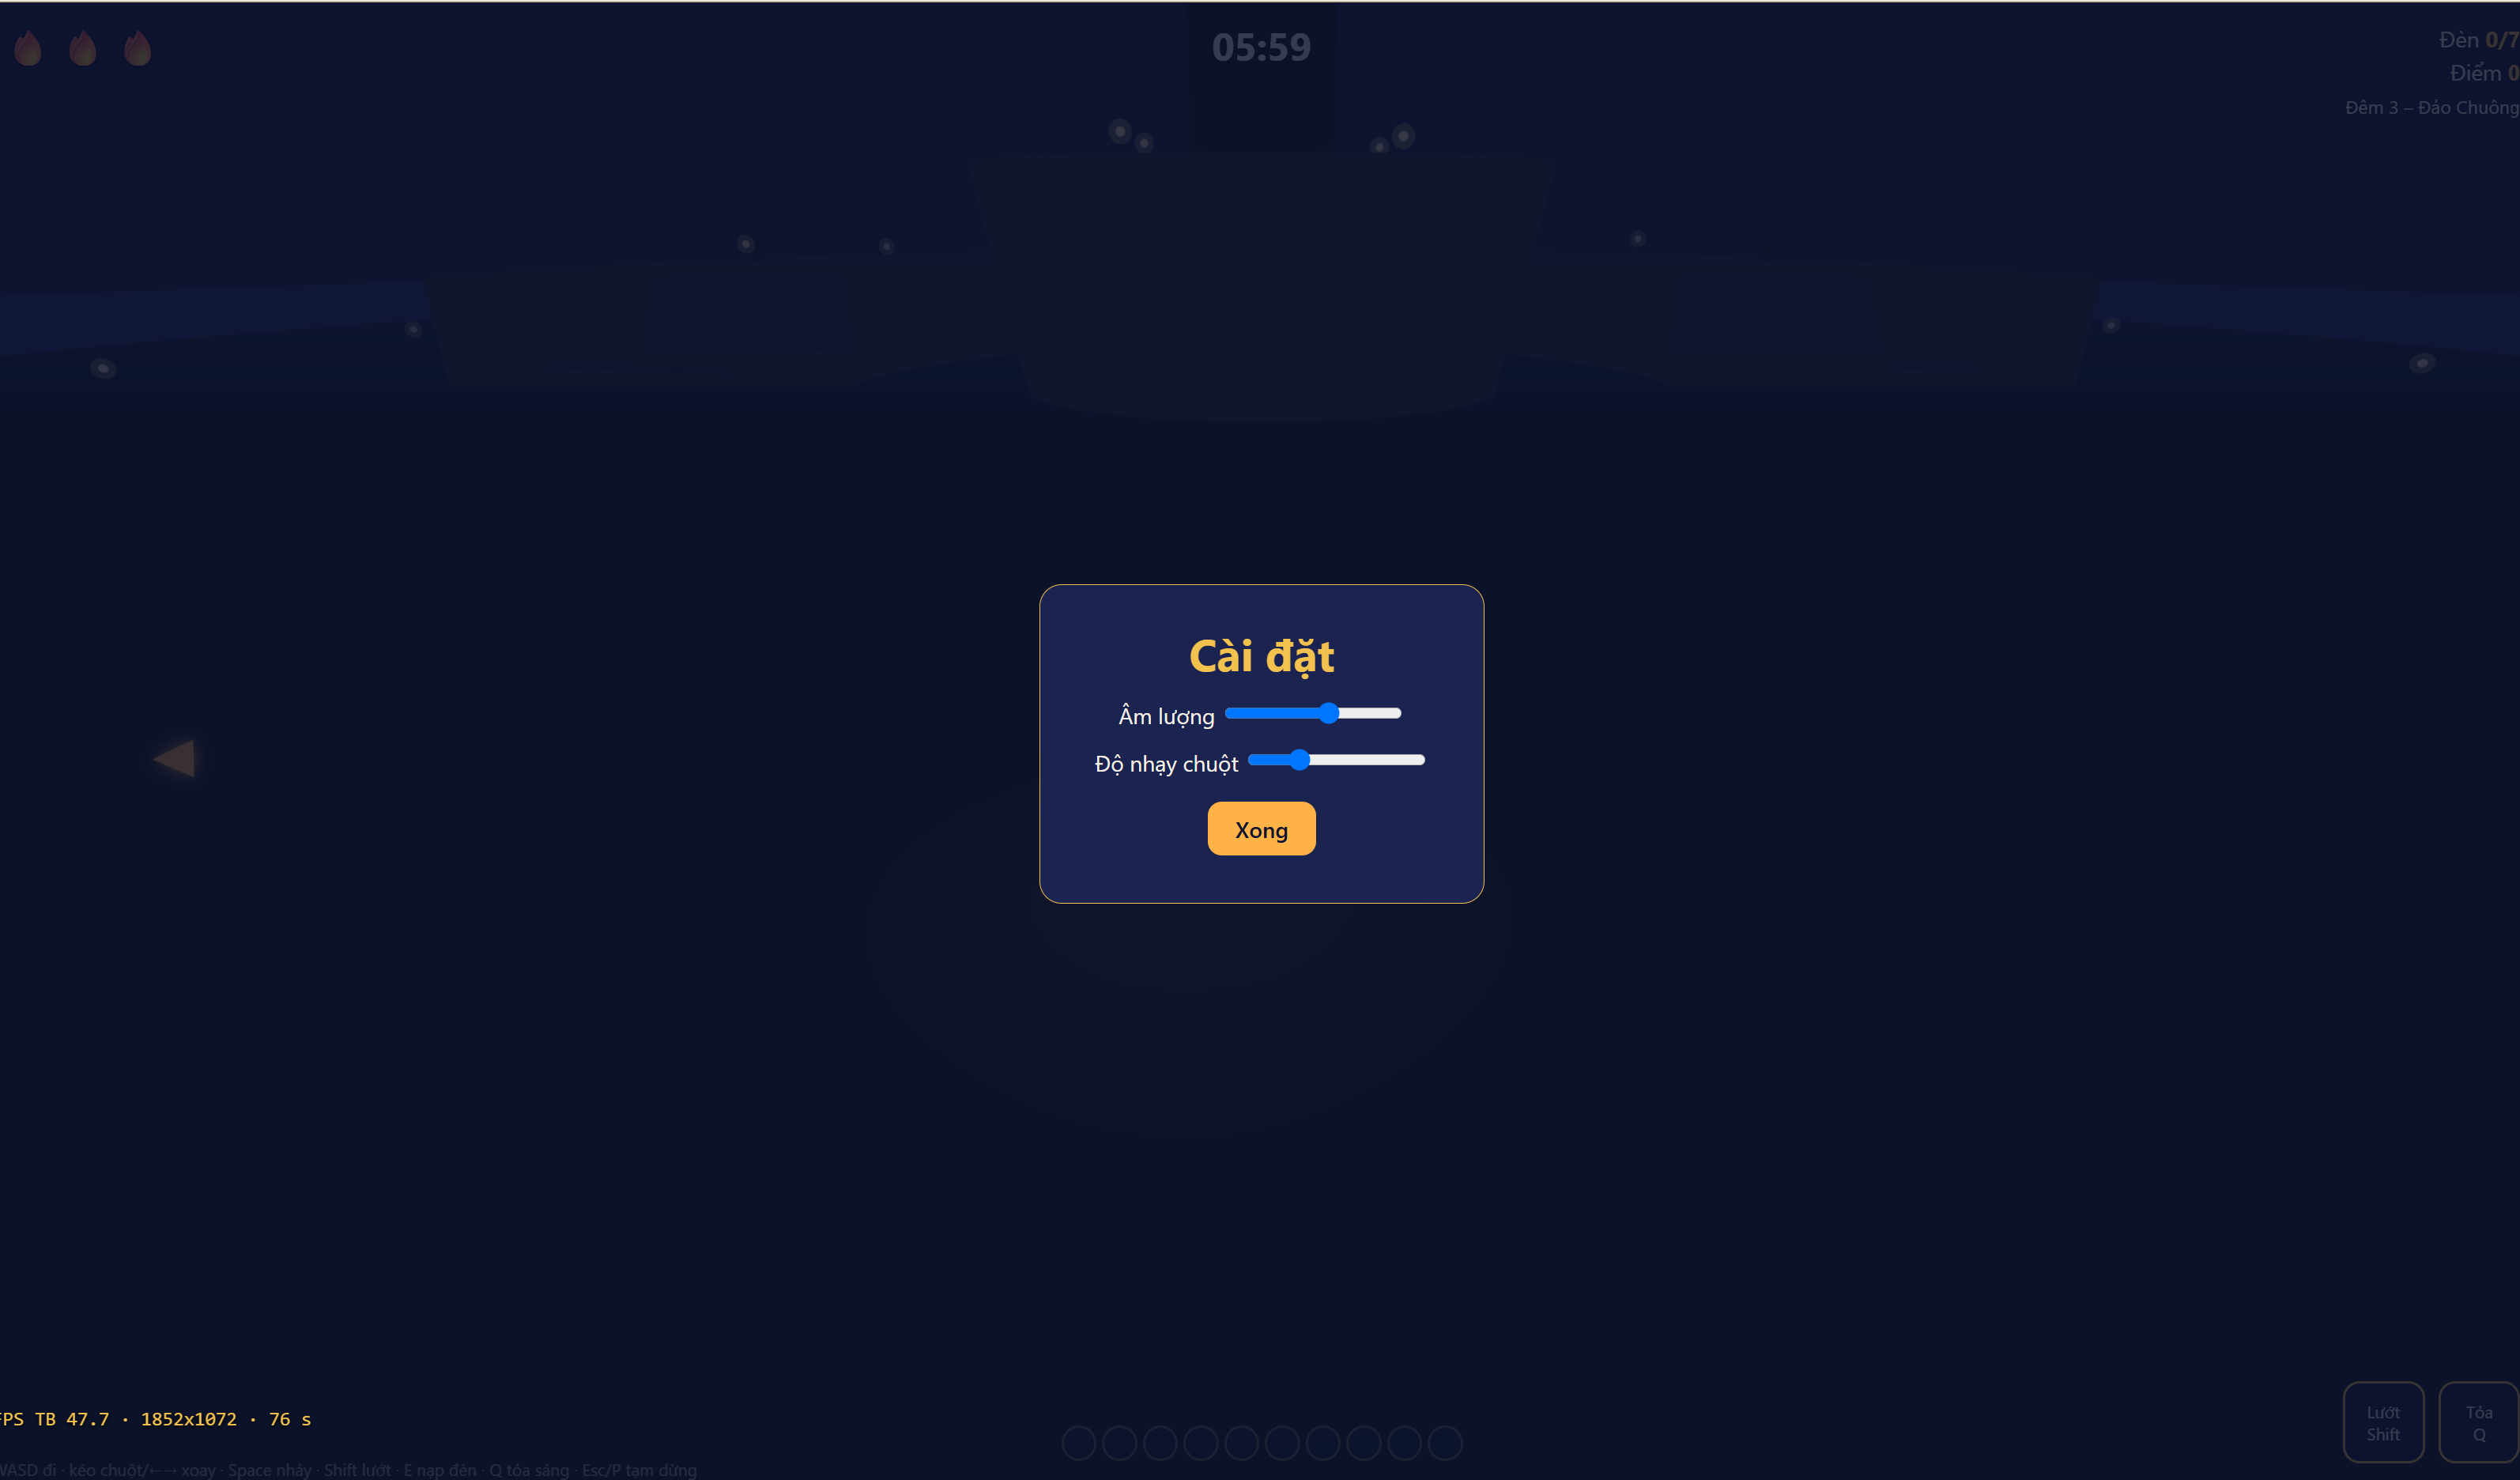 05:59
Đèn 0/7
Điểm 0
Đêm 3 – Đảo Chuông
Cài đặt
Âm lượng
Độ nhạy chuột
Xong
FPS TB 47.7 · 1852x1072 · 76 s
WASD đi · kéo chuột/←→ xoay · Space nhảy · Shift lướt · E nạp đèn · Q tỏa sáng · Esc/P tạm dừng
Lướt
Shift
Tỏa
Q